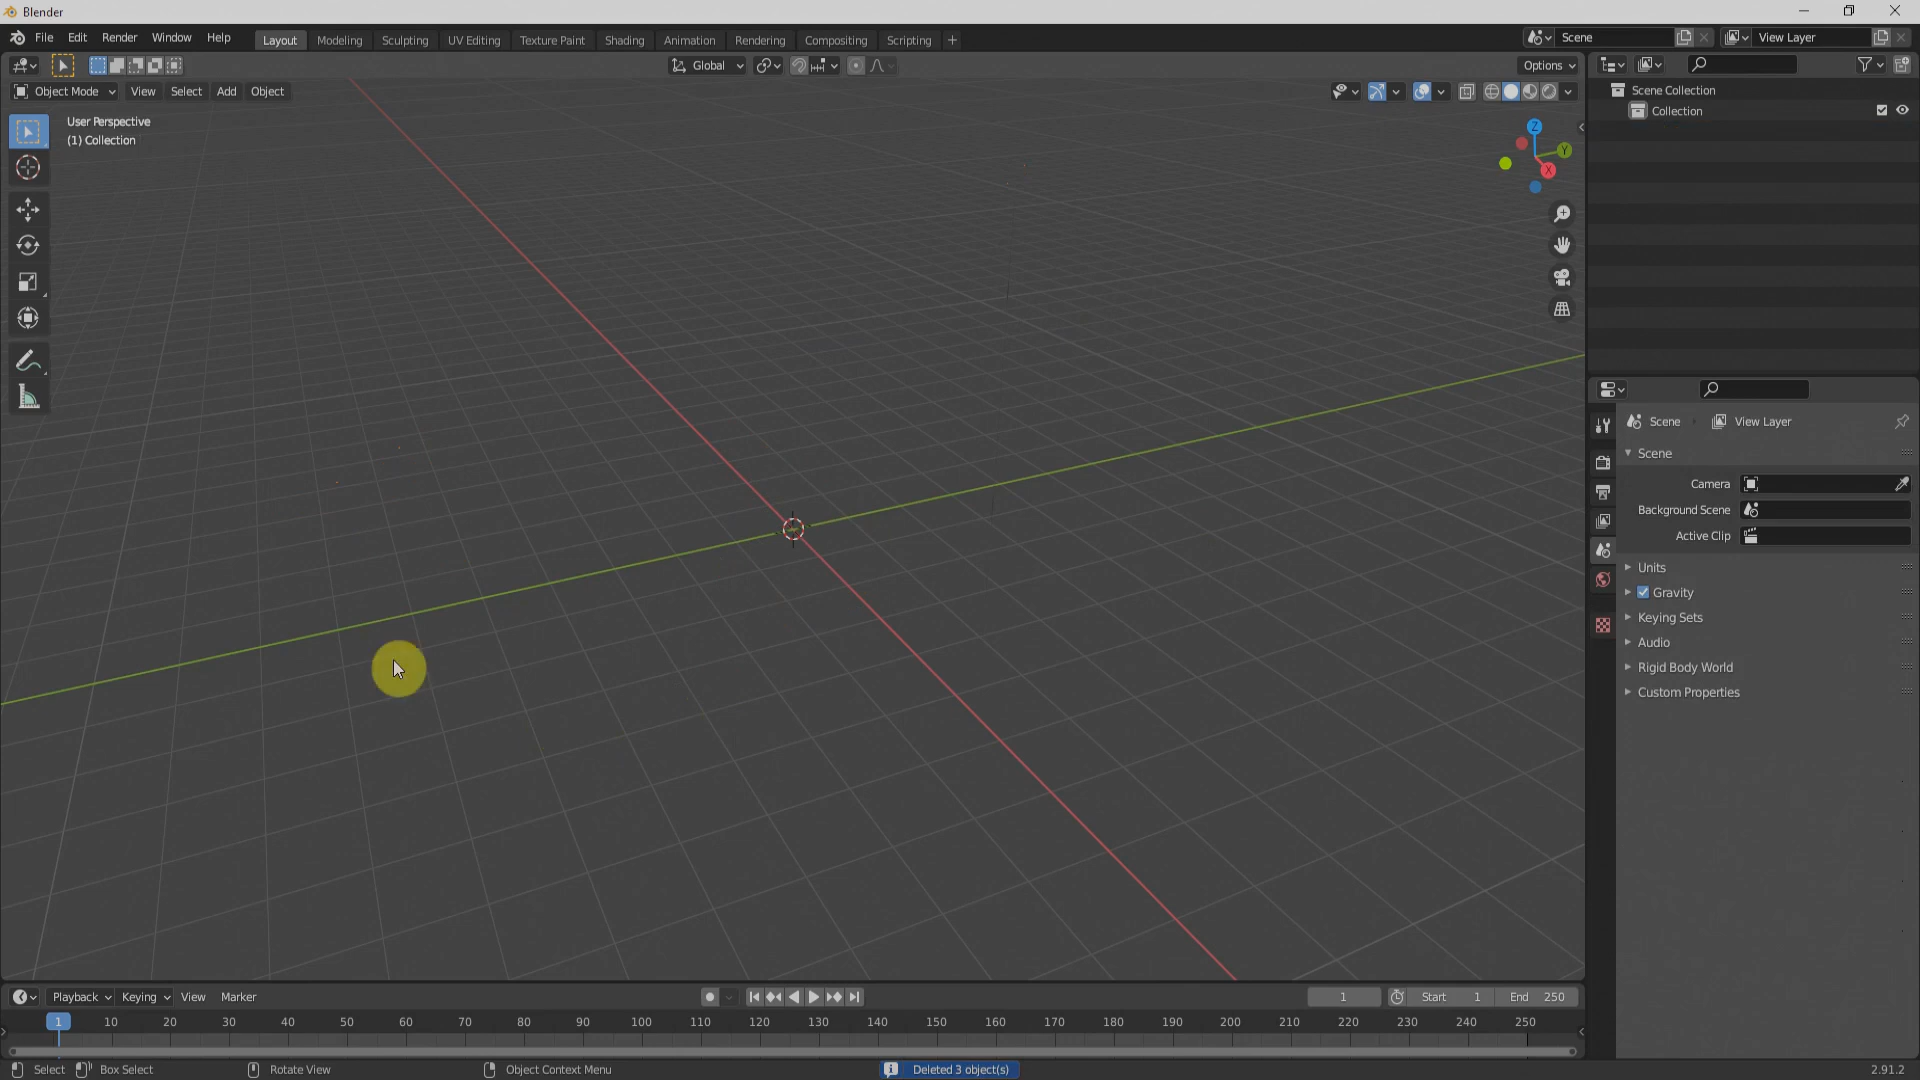 Blender
File Edit Render Window Help Layout Modeling Sculpting UV Editing Texture Paint Shading Animation Rendering Compositing Scripting + Scene View Layer
Global Options
Object Mode View Select Add Object
User Perspective
(1) Collection
Z
Y
X
Scene Collection
Collection
Scene View Layer
Scene
Camera
Background Scene
Active Clip
Units
Gravity
Keying Sets
Audio
Rigid Body World
Custom Properties
Playback Keying View Marker 1 Start 1 End 250
1 10 20 30 40 50 60 70 80 90 100 110 120 130 140 150 160 170 180 190 200 210 220 230 240 250
Select Box Select Rotate View Object Context Menu Deleted 3 object(s) 2.91.2